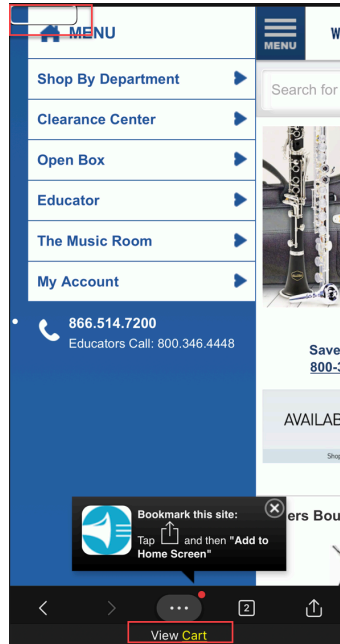 MENU
Shop By Department
Clearance Center
Open Box
Educator
The Music Room
My Account
866.514.7200
Educators Call: 800.346.4448
MENU
W
Search for
Save
800-3
AVAILAB
Shop
ers Bou
Bookmark this site:
Tap and then "Add to
Home Screen"
2
View Cart